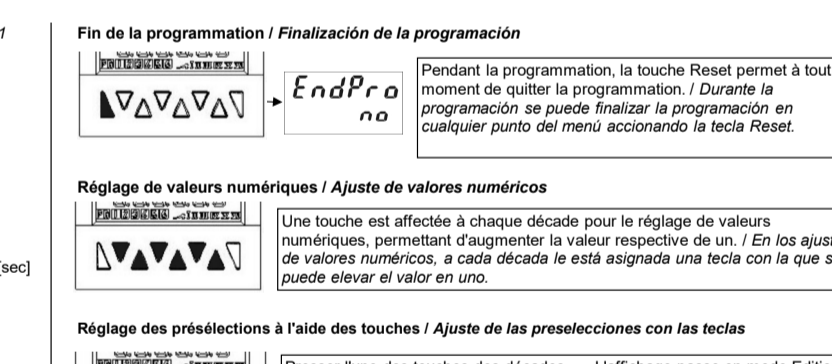 1
Fin de la programmation / Finalización de la programación
EndPro
no
Pendant la programmation, la touche Reset permet à tout
moment de quitter la programmation. / Durante la
programación se puede finalizar la programación en
cualquier punto del menú accionando la tecla Reset.
Réglage de valeurs numériques / Ajuste de valores numéricos
Une touche est affectée à chaque décade pour le réglage de valeurs
numériques, permettant d'augmenter la valeur respective de un. / En los
de valores numéricos, a cada década le está asignada una tecla con la que
puede elevar el valor en uno.
sec]
Réglage des présélections à l'aide des touches / Ajuste de las preselecciones con las teclas